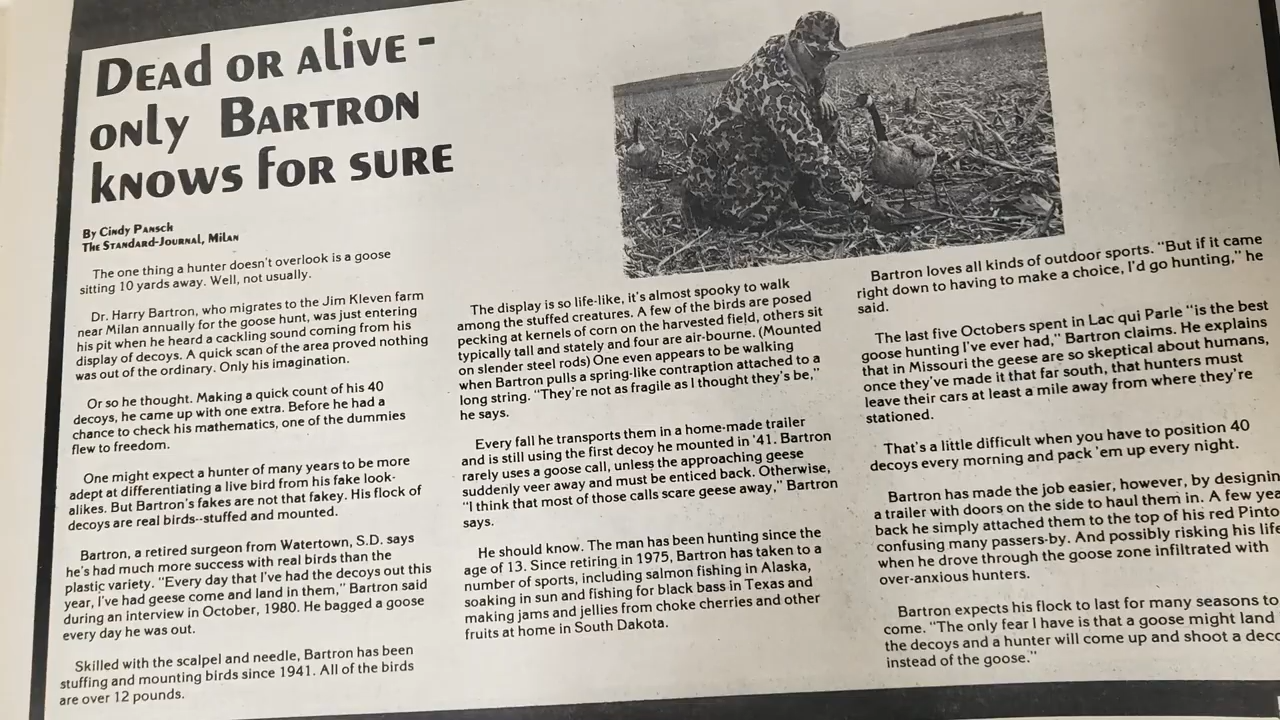 Dead or alive -
only Bartron
knows for sure
By Cindy Pansch
The Standard-Journal, Milan
The one thing a hunter doesn't overlook is a goose
sitting 10 yards away. Well, not usually.
Dr. Harry Bartron, who migrates to the Jim Kleven farm
near Milan annually for the goose hunt, was just entering
his pit when he heard a cackling sound coming from his
display of decoys. A quick scan of the area proved nothing
was out of the ordinary. Only his imagination.
Or so he thought. Making a quick count of his 40
decoys, he came up with one extra. Before he had a
chance to check his mathematics, one of the dummies
flew to freedom.
One might expect a hunter of many years to be more
adept at differentiating a live bird from his fake look-
alikes. But Bartron's fakes are not that fakey. His flock of
decoys are real birds--stuffed and mounted.
Bartron, a retired surgeon from Watertown, S.D. says
he's had much more success with real birds than the
plastic variety. "Every day that I've had the decoys out this
year, I've had geese come and land in them," Bartron said
during an interview in October, 1980. He bagged a goose
every day he was out.
Skilled with the scalpel and needle, Bartron has been
stuffing and mounting birds since 1941. All of the birds
are over 12 pounds.
The display is so life-like, it's almost spooky to walk
among the stuffed creatures. A few of the birds are posed
pecking at kernels of corn on the harvested field, others sit
typically tall and stately and four are air-bourne. (Mounted
on slender steel rods) One even appears to be walking
when Bartron pulls a spring-like contraption attached to a
long string. "They're not as fragile as I thought they's be,"
he says.
Every fall he transports them in a home-made trailer
and is still using the first decoy he mounted in '41. Bartron
rarely uses a goose call, unless the approaching geese
suddenly veer away and must be enticed back. Otherwise,
"I think that most of those calls scare geese away," Bartron
says.
He should know. The man has been hunting since the
age of 13. Since retiring in 1975, Bartron has taken to a
number of sports, including salmon fishing in Alaska,
soaking in sun and fishing for black bass in Texas and
making jams and jellies from choke cherries and other
fruits at home in South Dakota.
Bartron loves all kinds of outdoor sports. "But if it came
right down to having to make a choice, I'd go hunting," he
said.
The last five Octobers spent in Lac qui Parle "is the best
goose hunting I've ever had," Bartron claims. He explains
that in Missouri the geese are so skeptical about humans,
once they've made it that far south, that hunters must
leave their cars at least a mile away from where they're
stationed.
That's a little difficult when you have to position 40
decoys every morning and pack 'em up every night.
Bartron has made the job easier, however, by designin
a trailer with doors on the side to haul them in. A few yea
back he simply attached them to the top of his red Pinto
confusing many passers-by. And possibly risking his life
when he drove through the goose zone infiltrated with
over-anxious hunters.
Bartron expects his flock to last for many seasons to
come. "The only fear I have is that a goose might land
the decoys and a hunter will come up and shoot a deco
instead of the goose."